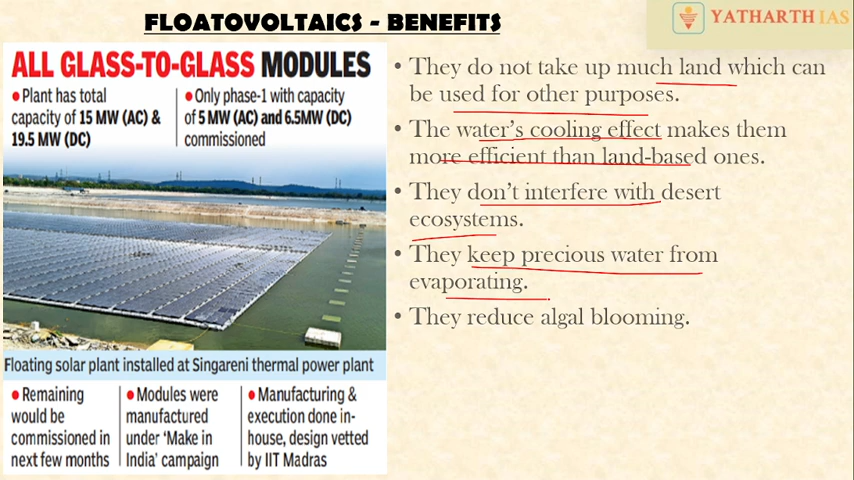 FLOATOVOLTAICS - BENEFITS
YATHARTH IAS
ALL GLASS-TO-GLASS MODULES
• Plant has total
capacity of 15 MW (AC) &
19.5 MW (DC)
• Only phase-1 with capacity
of 5 MW (AC) and 6.5MW (DC)
commissioned
Floating solar plant installed at Singareni thermal power plant
• Remaining
would be
commissioned in
next few months
• Modules were
manufactured
under ‘Make in
India’ campaign
• Manufacturing &
execution done in-
house, design vetted
by IIT Madras
• They do not take up much land which can
be used for other purposes.
• The water’s cooling effect makes them
more efficient than land-based ones.
• They don’t interfere with desert
ecosystems.
• They keep precious water from
evaporating.
• They reduce algal blooming.